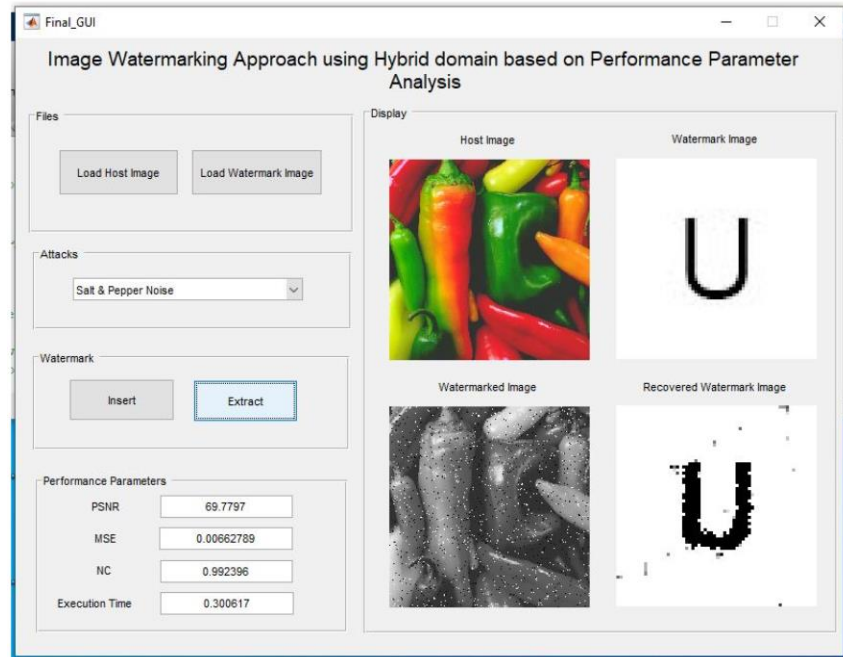 Final_GUI
Image Watermarking Approach using Hybrid domain based on Performance Parameter
Analysis
Files
Load Host Image
Load Watermark Image
Attacks
Salt & Pepper Noise
Watermark
Insert
Extract
Performance Parameters
PSNR
69.7797
MSE
0.00662789
NC
0.992396
Execution Time
0.300617
Display
Host Image
Watermark Image
U
Watermarked Image
Recovered Watermark Image
U